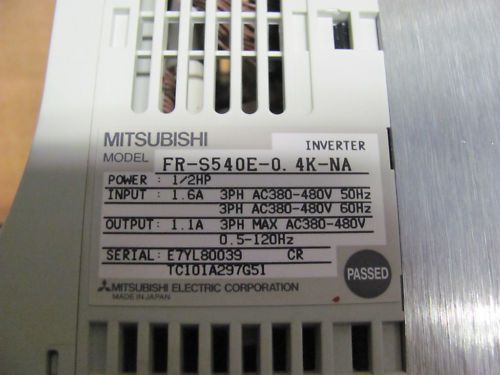 MITSUBISHI
INVERTER
MODEL FR-S540E-0.4K-NA
POWER : 1/2HP
INPUT : 1.6A 3PH AC380-480V 50Hz
3PH AC380-480V 60Hz
OUTPUT: 1.1A 3PH MAX AC380-480V
0.5-120Hz
SERIAL: E7YL80039 CR
TC101A297G51
PASSED
MITSUBISHI ELECTRIC CORPORATION
MADE IN JAPAN